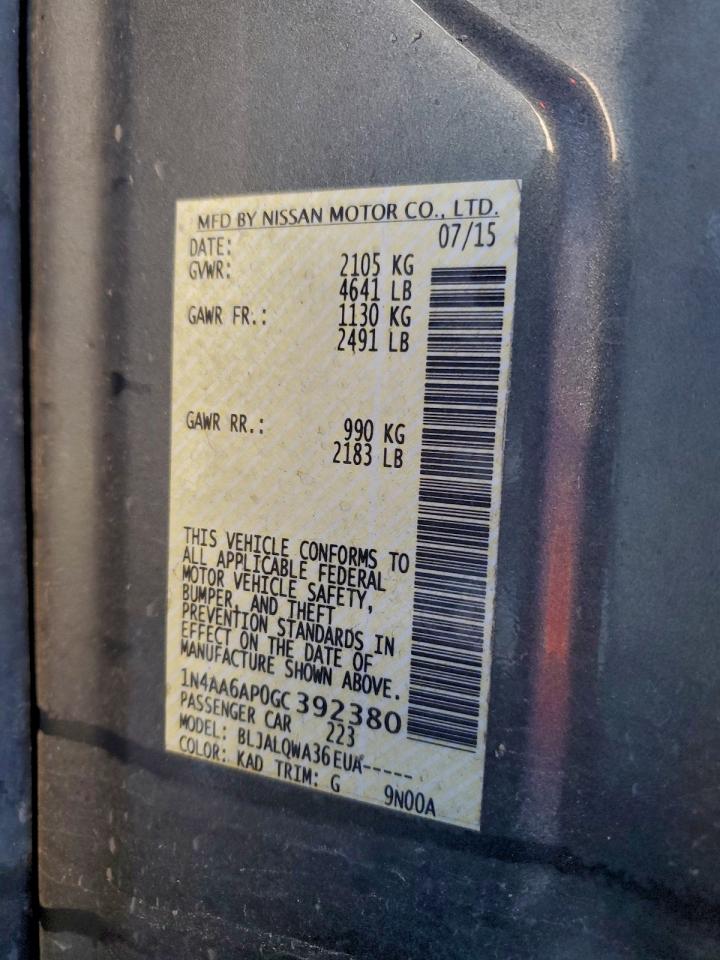 MFD BY NISSAN MOTOR CO., LTD.
DATE: 07/15
GVWR: 2105 KG
4641 LB
GAWR FR.: 1130 KG
2491 LB
GAWR RR.: 990 KG
2183 LB
THIS VEHICLE CONFORMS TO
ALL APPLICABLE FEDERAL
MOTOR VEHICLE SAFETY,
BUMPER, AND THEFT
PREVENTION STANDARDS IN
EFFECT ON THE DATE OF
MANUFACTURE SHOWN ABOVE.
1N4AA6AP0GC392380
PASSENGER CAR 223
MODEL: BLJALQWA36EUA-----
COLOR: KAD TRIM: G 9N00A